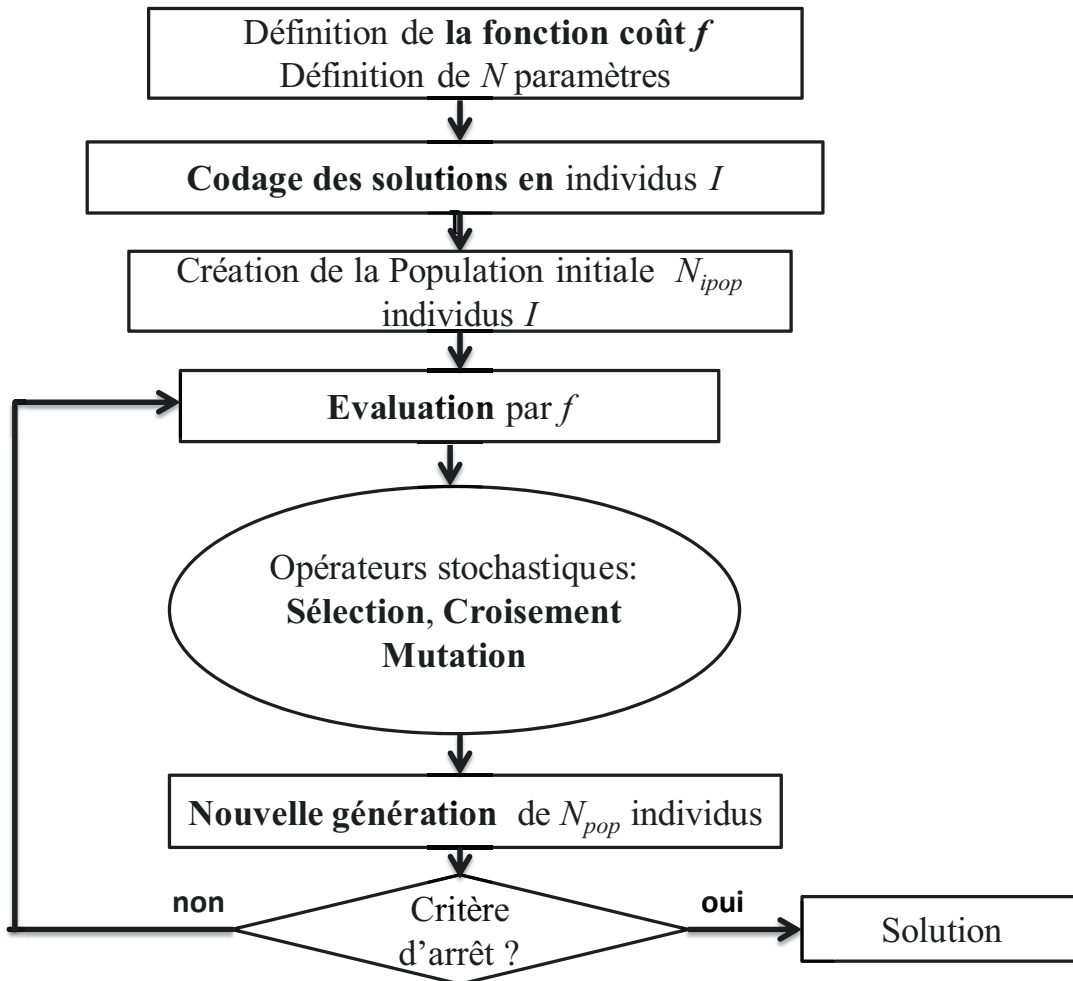 Définition de la fonction coût f
Définition de N paramètres
Codage des solutions en individus I
Création de la Population initiale N_ipop
individus I
Evaluation par f
Opérateurs stochastiques:
Sélection, Croisement
Mutation
Nouvelle génération de N_pop individus
non
Critère
d'arrêt ?
oui
Solution